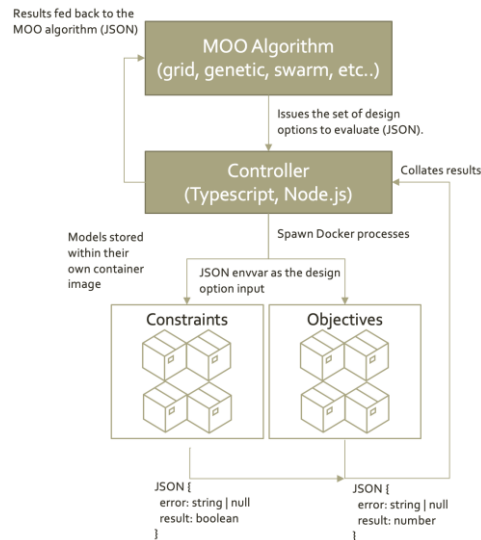 Results fed back to the
MOO algorithm (JSON)
MOO Algorithm
(grid, genetic, swarm, etc..)
Issues the set of design
options to evaluate (JSON).
Controller
(Typescript, Node.js)
Collates results
Spawn Docker processes
Models stored
within their
own container
image
JSON envvar as the design
option input
Constraints
Objectives
JSON {
error: string | null
result: boolean
}
JSON {
error: string | null
result: number
}